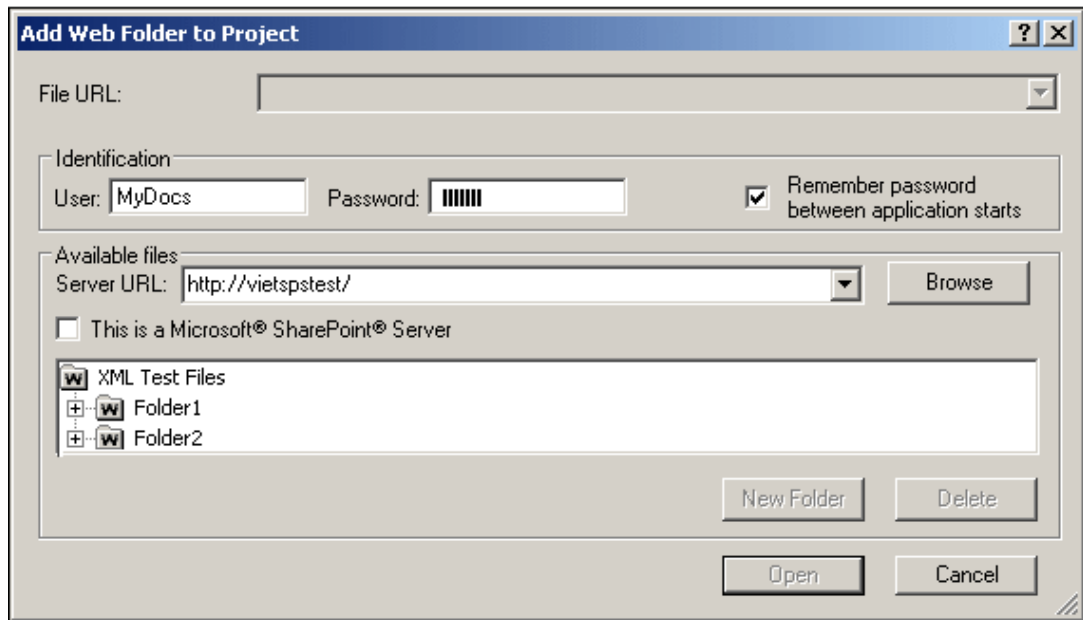 Add Web Folder to Project
File URL:
Identification
User: MyDocs Password: Remember password
between application starts
Available files
Server URL: http://vietspstest/ Browse
This is a Microsoft® SharePoint® Server
XML Test Files
Folder1
Folder2
New Folder Delete
Open Cancel